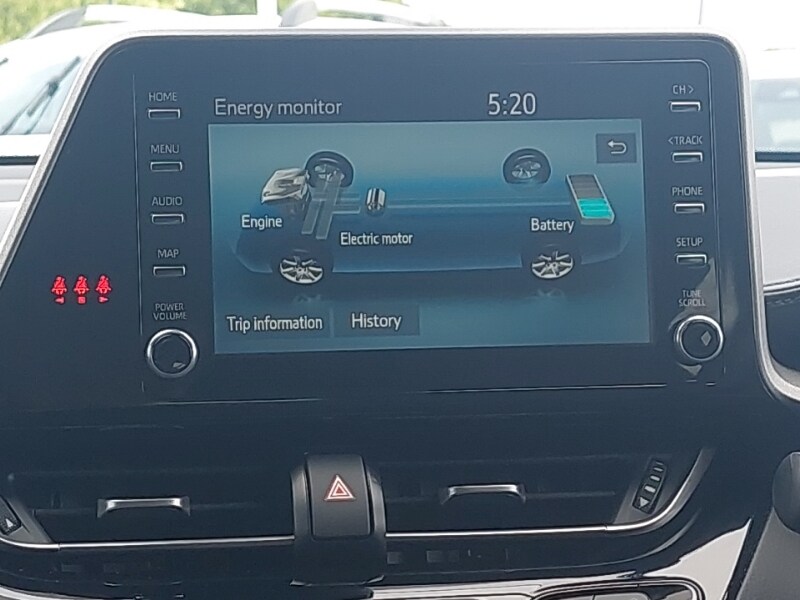 HOME
MENU
AUDIO
MAP
POWER
VOLUME
Energy monitor 5:20
Engine
Electric motor
Battery
Trip information
History
CH >
< TRACK
PHONE
SETUP
TUNE
SCROLL